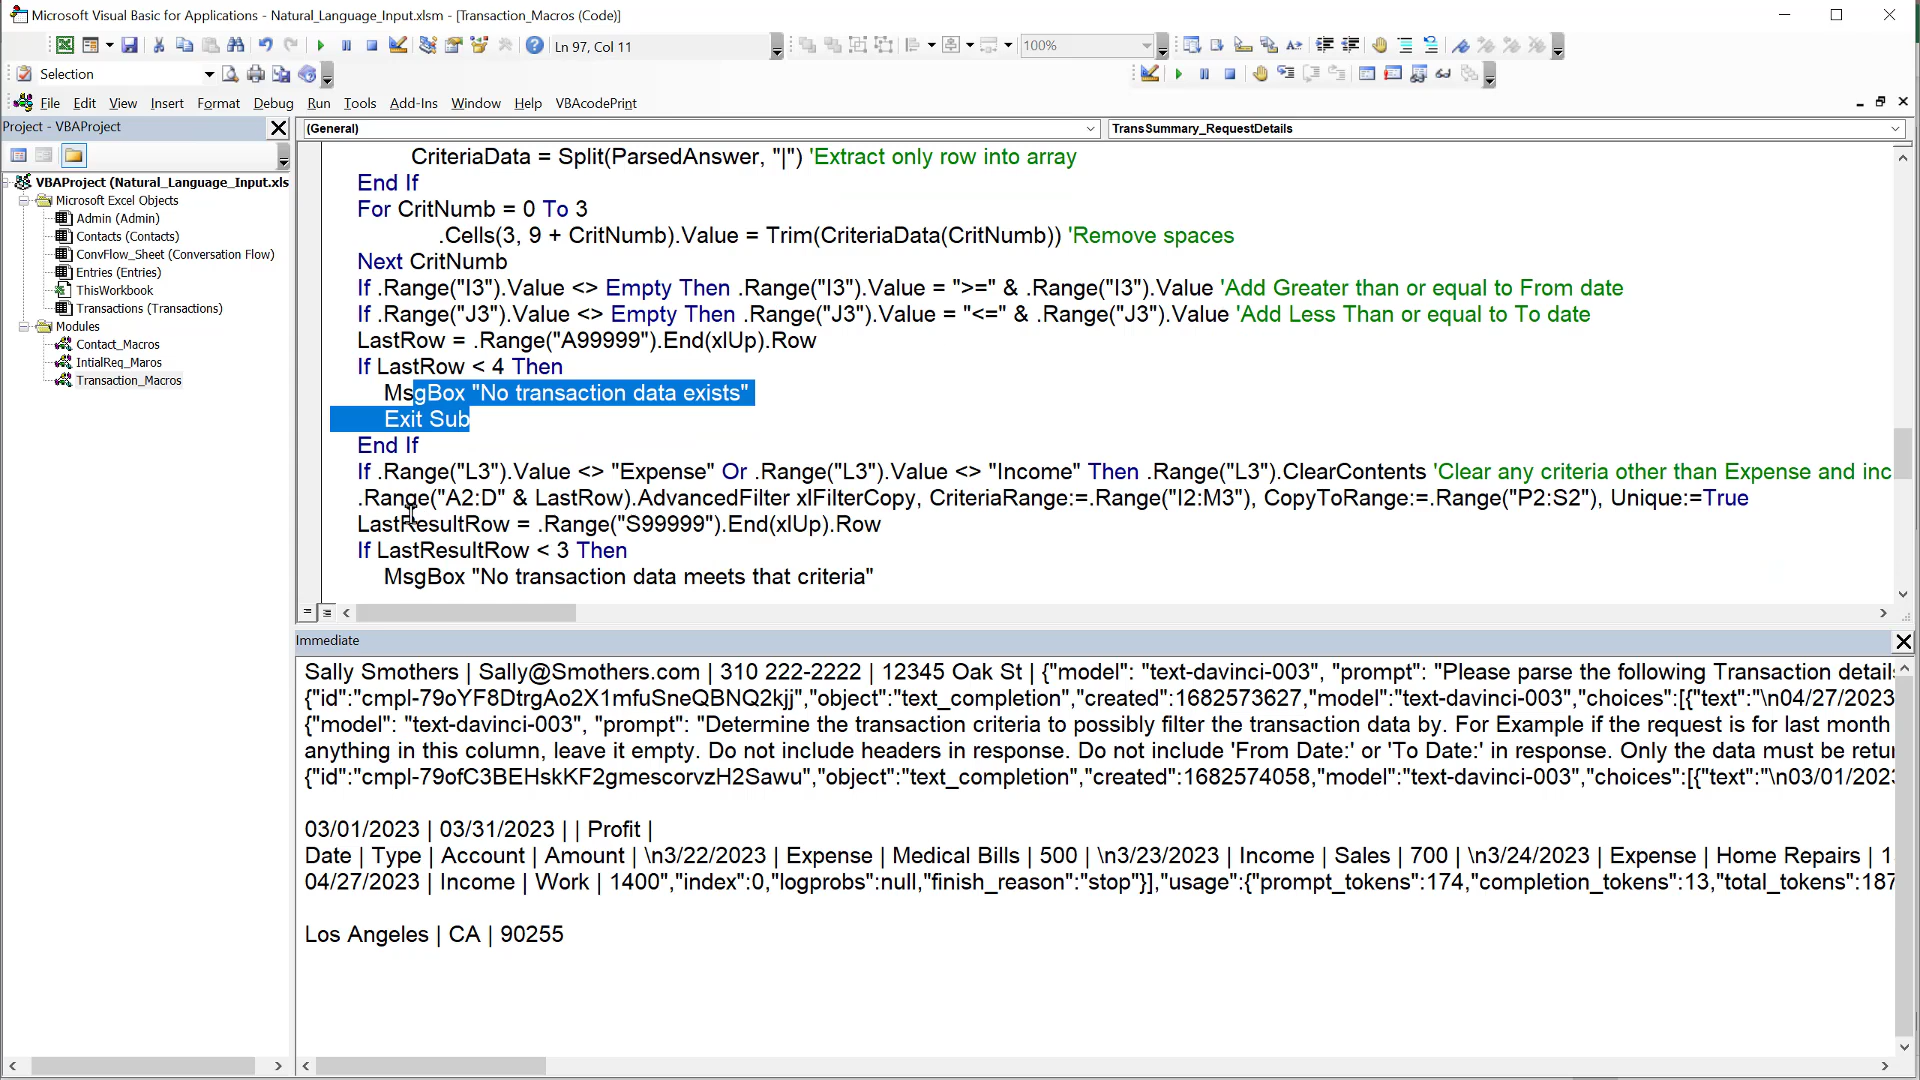 Microsoft Visual Basic for Applications - Natural_Language_Input.xlsm - [Transaction_Macros (Code)]
Ln 97, Col 11
100%
Selection
File Edit View Insert Format Debug Run Tools Add-Ins Window Help VBAcodePrint
Project - VBAProject
(General)
TransSummary_RequestDetails
VBAProject (Natural_Language_Input.xls
Microsoft Excel Objects
Admin (Admin)
Contacts (Contacts)
ConvFlow_Sheet (Conversation Flow)
Entries (Entries)
ThisWorkbook
Transactions (Transactions)
Modules
Contact_Macros
IntialReq_Maros
Transaction_Macros
CriteriaData = Split(ParsedAnswer, "|") 'Extract only row into array
End If
For CritNumb = 0 To 3
.Cells(3, 9 + CritNumb).Value = Trim(CriteriaData(CritNumb)) 'Remove spaces
Next CritNumb
If .Range("I3").Value <> Empty Then .Range("I3").Value = ">=" & .Range("I3").Value 'Add Greater than or equal to From date
If .Range("J3").Value <> Empty Then .Range("J3").Value = "<=" & .Range("J3").Value 'Add Less Than or equal to To date
LastRow = .Range("A99999").End(xlUp).Row
If LastRow < 4 Then
MsgBox "No transaction data exists"
Exit Sub
End If
If .Range("L3").Value <> "Expense" Or .Range("L3").Value <> "Income" Then .Range("L3").ClearContents 'Clear any criteria other than Expense and inc
.Range("A2:D" & LastRow).AdvancedFilter xlFilterCopy, CriteriaRange:=.Range("I2:M3"), CopyToRange:=.Range("P2:S2"), Unique:=True
LastResultRow = .Range("S99999").End(xlUp).Row
If LastResultRow < 3 Then
MsgBox "No transaction data meets that criteria"
Immediate
Sally Smothers | Sally@Smothers.com | 310 222-2222 | 12345 Oak St | {"model": "text-davinci-003", "prompt": "Please parse the following Transaction details
{"id":"cmpl-79oYF8DtrgAo2X1mfuSneQBNQ2kjj","object":"text_completion","created":1682573627,"model":"text-davinci-003","choices":[{"text":"\n04/27/2023
{"model": "text-davinci-003", "prompt": "Determine the transaction criteria to possibly filter the transaction data by. For Example if the request is for last month
anything in this column, leave it empty. Do not include headers in response. Do not include 'From Date:' or 'To Date:' in response. Only the data must be retur
{"id":"cmpl-79ofC3BEHskKF2gmescorvzH2Sawu","object":"text_completion","created":1682574058,"model":"text-davinci-003","choices":[{"text":"\n03/01/2023
03/01/2023 | 03/31/2023 | | Profit |
Date | Type | Account | Amount | \n3/22/2023 | Expense | Medical Bills | 500 | \n3/23/2023 | Income | Sales | 700 | \n3/24/2023 | Expense | Home Repairs | 1
04/27/2023 | Income | Work | 1400","index":0,"logprobs":null,"finish_reason":"stop"}],"usage":{"prompt_tokens":174,"completion_tokens":13,"total_tokens":187
Los Angeles | CA | 90255